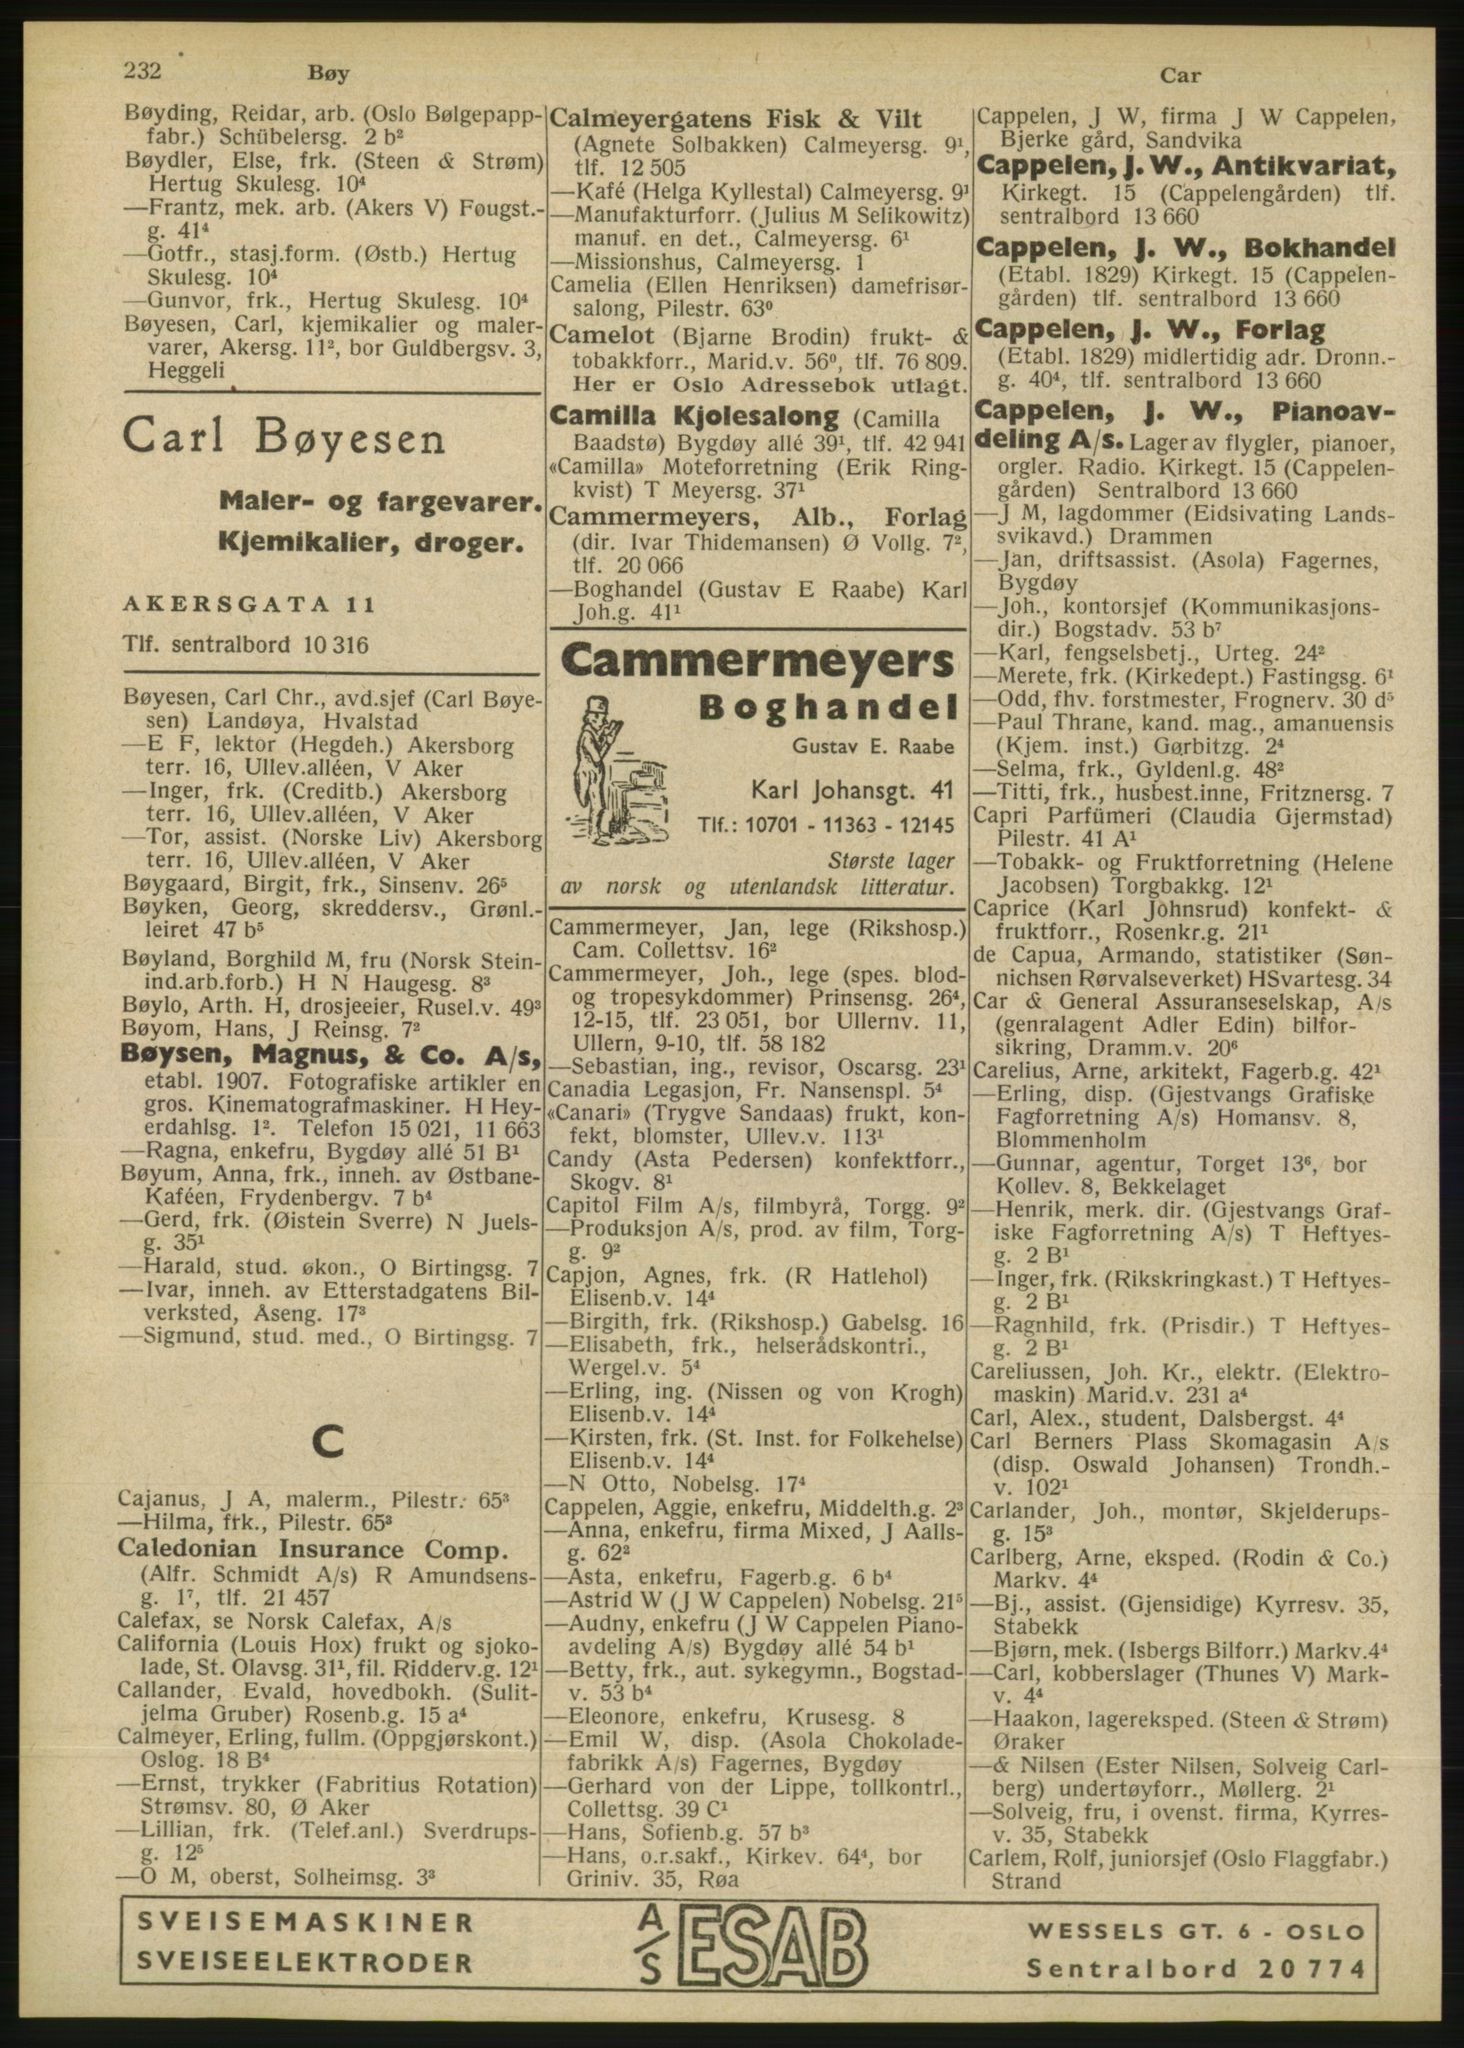 232
Bøy
Car
Bøyding, Reidar, arb. (Oslo Bølgepapp-
fabr.) Schübelersg. 2 b²
Bøydler, Else, frk. (Steen & Strøm)
Hertug Skulesg. 10⁴
—Frantz, mek. arb. (Akers V) Fougst.-
g. 41⁴
—Gotfr., stasj.form. (Østb.) Hertug
Skulesg. 10⁴
—Gunvor, frk., Hertug Skulesg. 10⁴
Bøyesen, Carl, kjemikalier og maler-
varer, Akersg. 11², bor Guldbergsv. 3,
Heggeli
Carl Bøyesen
Maler- og fargevarer.
Kjemikalier, droger.
AKERSGATA 11
Tlf. sentralbord 10 316
Bøyesen, Carl Chr., avd.sjef (Carl Bøye-
sen) Landøya, Hvalstad
—E F, lektor (Hegdeh.) Akersborg
terr. 16, Ullev.alléen, V Aker
—Inger, frk. (Creditb.) Akersborg
terr. 16, Ullev.alléen, V Aker
—Tor, assist. (Norske Liv) Akersborg
terr. 16, Ullev.alléen, V Aker
Bøygaard, Birgit, frk., Sinsenv. 26⁵
Bøyken, Georg, skreddersv., Grønl.-
leiret 47 b⁵
Bøyland, Borghild M, fru (Norsk Stein-
ind.arb.forb.) H N Haugesg. 8³
Bøylo, Arth. H, drosjeeier, Rusel.v. 49³
Bøyom, Hans, J Reinsg. 7²
Bøysen, Magnus, & Co. A/s,
etabl. 1907. Fotografiske artikler en
gros. Kinematografmaskiner. H Hey-
erdahlsg. 1². Telefon 15 021, 11 663
—Ragna, enkefru, Bygdøy allé 51 B¹
Bøyum, Anna, frk., inneh. av Østbane-
Kaféen, Frydenbergv. 7 b⁴
—Gerd, frk. (Øistein Sverre) N Juels-
g. 35¹
—Harald, stud. økon., O Birtingsg. 7
—Ivar, inneh. av Etterstadgatens Bil-
verksted, Åseng. 17³
—Sigmund, stud. med., O Birtingsg. 7
C
Cajanus, J A, malerm., Pilestr. 65³
—Hilma, frk., Pilestr. 65³
Caledonian Insurance Comp.
(Alfr. Schmidt A/s) R Amundsens-
g. 1⁷, tlf. 21 457
Calefax, se Norsk Calefax, A/s
California (Louis Hox) frukt og sjoko-
lade, St. Olavsg. 31¹, fil. Ridderv.g. 12¹
Callander, Evald, hovedbokh. (Sulit-
jelma Gruber) Rosenb.g. 15 a⁴
Calmeyer, Erling, fullm. (Oppgjørskont.)
Oslog. 18 B⁴
—Ernst, trykker (Fabritius Rotation)
Strømsv. 80, Ø Aker
—Lillian, frk. (Telef.anl.) Sverdrups-
g. 12⁵
—O M, oberst, Solheimsg. 3³
Calmeyergatens Fisk & Vilt
(Agnete Solbakken) Calmeyersg. 9¹,
tlf. 12 505
—Kafé (Helga Kyllestal) Calmeyersg. 9¹
—Manufakturforr. (Julius M Selikowitz)
manuf. en det., Calmeyersg. 6¹
—Missionshus, Calmeyersg. 1
Camelia (Ellen Henriksen) damefrisør-
salong, Pilestr. 63⁰
Camelot (Bjarne Brodin) frukt- &
tobakkforr., Marid.v. 56⁰, tlf. 76 809.
Her er Oslo Adressebok utlagt.
Camilla Kjolesalong (Camilla
Baadstø) Bygdøy allé 39¹, tlf. 42 941
«Camilla» Moteforretning (Erik Ring-
kvist) T Meyersg. 37¹
Cammermeyers, Alb., Forlag
(dir. Ivar Thidemansen) Ø Vollg. 7²,
tlf. 20 066
—Boghandel (Gustav E Raabe) Karl
Joh.g. 41¹
Cammermeyers
Boghandel
Gustav E. Raabe
Karl Johansgt. 41
Tlf.: 10701 - 11363 - 12145
Største lager
av norsk og utenlandsk litteratur.
Cammermeyer, Jan, lege (Rikshosp.)
Cam. Collettsv. 16²
Cammermeyer, Joh., lege (spes. blod-
og tropesykdommer) Prinsensg. 26⁴,
12-15, tlf. 23 051, bor Ullernv. 11,
Ullern, 9-10, tlf. 58 182
—Sebastian, ing., revisor, Oscarsg. 23¹
Canadia Legasjon, Fr. Nansenspl. 5⁴
«Canari» (Trygve Sandaas) frukt, kon-
fekt, blomster, Ullev.v. 113¹
Candy (Asta Pedersen) konfektforr.,
Skogv. 8¹
Capitol Film A/s, filmbyrå, Torgg. 9²
—Produksjon A/s, prod. av film, Torg-
g. 9²
Capjon, Agnes, frk. (R Hatlehol)
Elisenb.v. 14⁴
—Birgith, frk. (Rikshosp.) Gabelsg. 16
—Elisabeth, frk., helserådskontri.,
Wergel.v. 5⁴
—Erling, ing. (Nissen og von Krogh)
Elisenb.v. 14⁴
—Kirsten, frk. (St. Inst. for Folkehelse)
Elisenb.v. 14⁴
—N Otto, Nobelsg. 17⁴
Cappelen, Aggie, enkefru, Middelth.g. 2³
—Anna, enkefru, firma Mixed, J Aalls-
g. 62²
—Asta, enkefru, Fagerb.g. 6 b⁴
—Astrid W (J W Cappelen) Nobelsg. 21⁵
—Audny, enkefru (J W Cappelen Piano-
avdeling A/s) Bygdøy allé 54 b¹
—Betty, frk., aut. sykegymn., Bogstad-
v. 53 b⁴
—Eleonore, enkefru, Krusesg. 8
—Emil W, disp. (Asola Chokolade-
fabrikk A/s) Fagernes, Bygdøy
—Gerhard von der Lippe, tollkontrl.,
Collettsg. 39 C¹
—Hans, Sofienb.g. 57 b³
—Hans, o.r.sakf., Kirkev. 64⁴, bor
Griniv. 35, Røa
Cappelen, J W, firma J W Cappelen,
Bjerke gård, Sandvika
Cappelen, J. W., Antikvariat,
Kirkegt. 15 (Cappelengården) tlf.
sentralbord 13 660
Cappelen, J. W., Bokhandel
(Etabl. 1829) Kirkegt. 15 (Cappelen-
gården) tlf. sentralbord 13 660
Cappelen, J. W., Forlag
(Etabl. 1829) midlertidig adr. Dronn.-
g. 40⁴, tlf. sentralbord 13 660
Cappelen, J. W., Pianoav-
deling A/s. Lager av flygler, pianoer,
orgler. Radio. Kirkegt. 15 (Cappelen-
gården) Sentralbord 13 660
—J M, lagdommer (Eidsivating Lands-
svikavd.) Drammen
—Jan, driftsassist. (Asola) Fagernes,
Bygdøy
—Joh., kontorsjef (Kommunikasjons-
dir.) Bogstadv. 53 b⁷
—Karl, fengselsbetj., Urteg. 24²
—Merete, frk. (Kirkedept.) Fastingsg. 6¹
—Odd, fhv. forstmester, Frognerv. 30 d⁵
—Paul Thrane, kand. mag., amanuensis
(Kjem. inst.) Gørbitzg. 2⁴
—Selma, frk., Gyldenl.g. 48²
—Titti, frk., husbest.inne, Fritznersg. 7
Capri Parfümeri (Claudia Gjermstad)
Pilestr. 41 A¹
—Tobakk- og Fruktforretning (Helene
Jacobsen) Torgbakkg. 12¹
Caprice (Karl Johnsrud) konfekt- &
fruktforr., Rosenkr.g. 21¹
de Capua, Armando, statistiker (Søn-
nichsen Rørvalseverket) HSvartesg. 34
Car & General Assuranseselskap, A/s
(genralagent Adler Edin) bilfor-
sikring, Dramm.v. 20⁶
Carelius, Arne, arkitekt, Fagerb.g. 42¹
—Erling, disp. (Gjestvangs Grafiske
Fagforretning A/s) Homansv. 8,
Blommenholm
—Gunnar, agentur, Torget 13⁶, bor
Kollev. 8, Bekkelaget
—Henrik, merk. dir. (Gjestvangs Graf-
iske Fagforretning A/s) T Heftyes-
g. 2 B¹
—Inger, frk. (Rikskringkast.) T Heftyes-
g. 2 B¹
—Ragnhild, frk. (Prisdir.) T Heftyes-
g. 2 B¹
Careliussen, Joh. Kr., elektr. (Elektro-
maskin) Marid.v. 231 a⁴
Carl, Alex., student, Dalsbergst. 4⁴
Carl Berners Plass Skomagasin A/s
(disp. Oswald Johansen) Trondh.-
v. 102¹
Carlander, Joh., montør, Skjelderups-
g. 15³
Carlberg, Arne, eksped. (Rodin & Co.)
Markv. 4⁴
—Bj., assist. (Gjensidige) Kyrresv. 35,
Stabekk
—Bjørn, mek. (Isbergs Bilforr.) Markv.4⁴
—Carl, kobberslager (Thunes V) Mark-
v. 4⁴
—Haakon, lagereksped. (Steen & Strøm)
Øraker
—& Nilsen (Ester Nilsen, Solveig Carl-
berg) undertøyforr., Møllerg. 2¹
—Solveig, fru, i ovenst. firma, Kyrres-
v. 35, Stabekk
Carlem, Rolf, juniorsjef (Oslo Flaggfabr.)
Strand
SVEISEMASKINER
SVEISEELEKTRODER
A/S ESAB
WESSELS GT. 6 - OSLO
Sentralbord 20 774